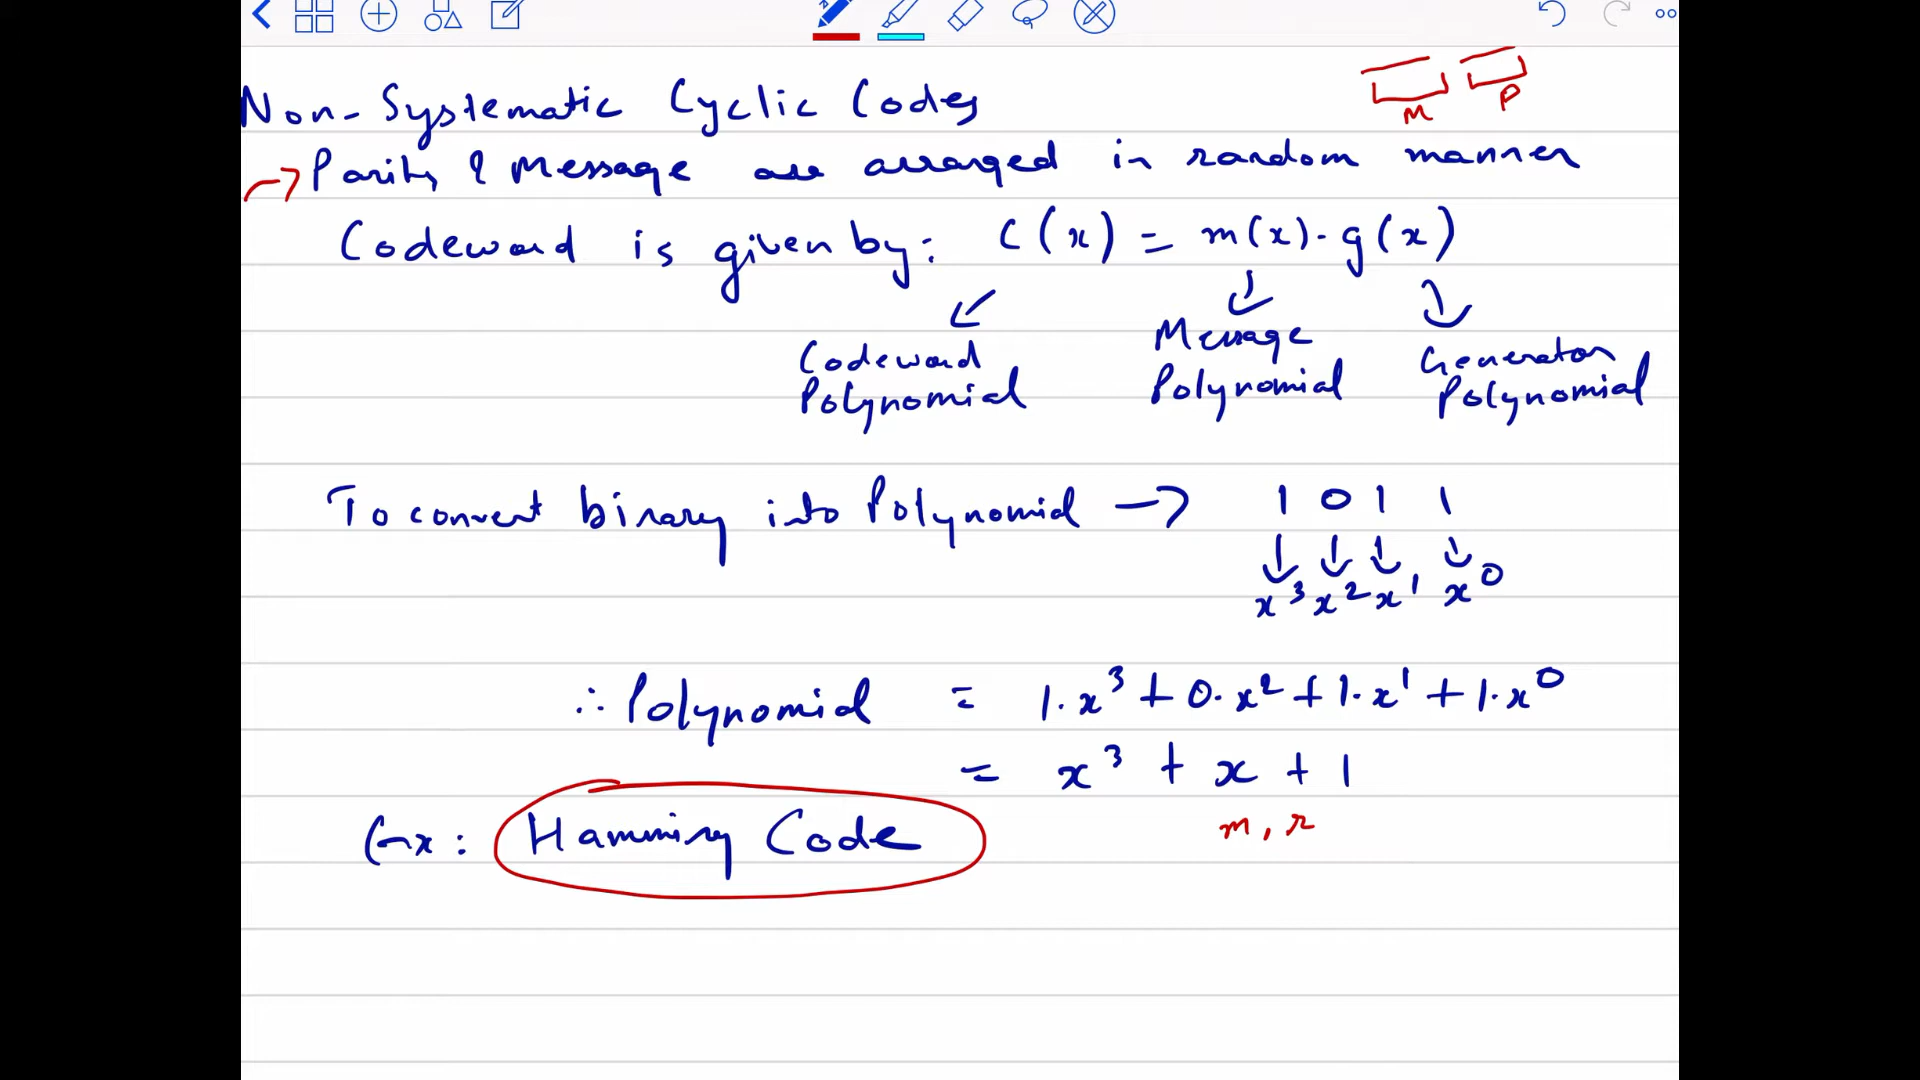 Non-Systematic Cyclic Codes
M P
→ Parity & Message are arranged in random manner
Codeword is given by: C(x) = m(x)·g(x)
Codeword Polynomial
Message Polynomial
Generator Polynomial
To convert binary into Polynomial → 1 0 1 1
x³ x² x¹ x⁰
∴ Polynomial = 1·x³ + 0·x² + 1·x¹ + 1·x⁰
= x³ + x + 1
Ex: Hamming Code
m, r